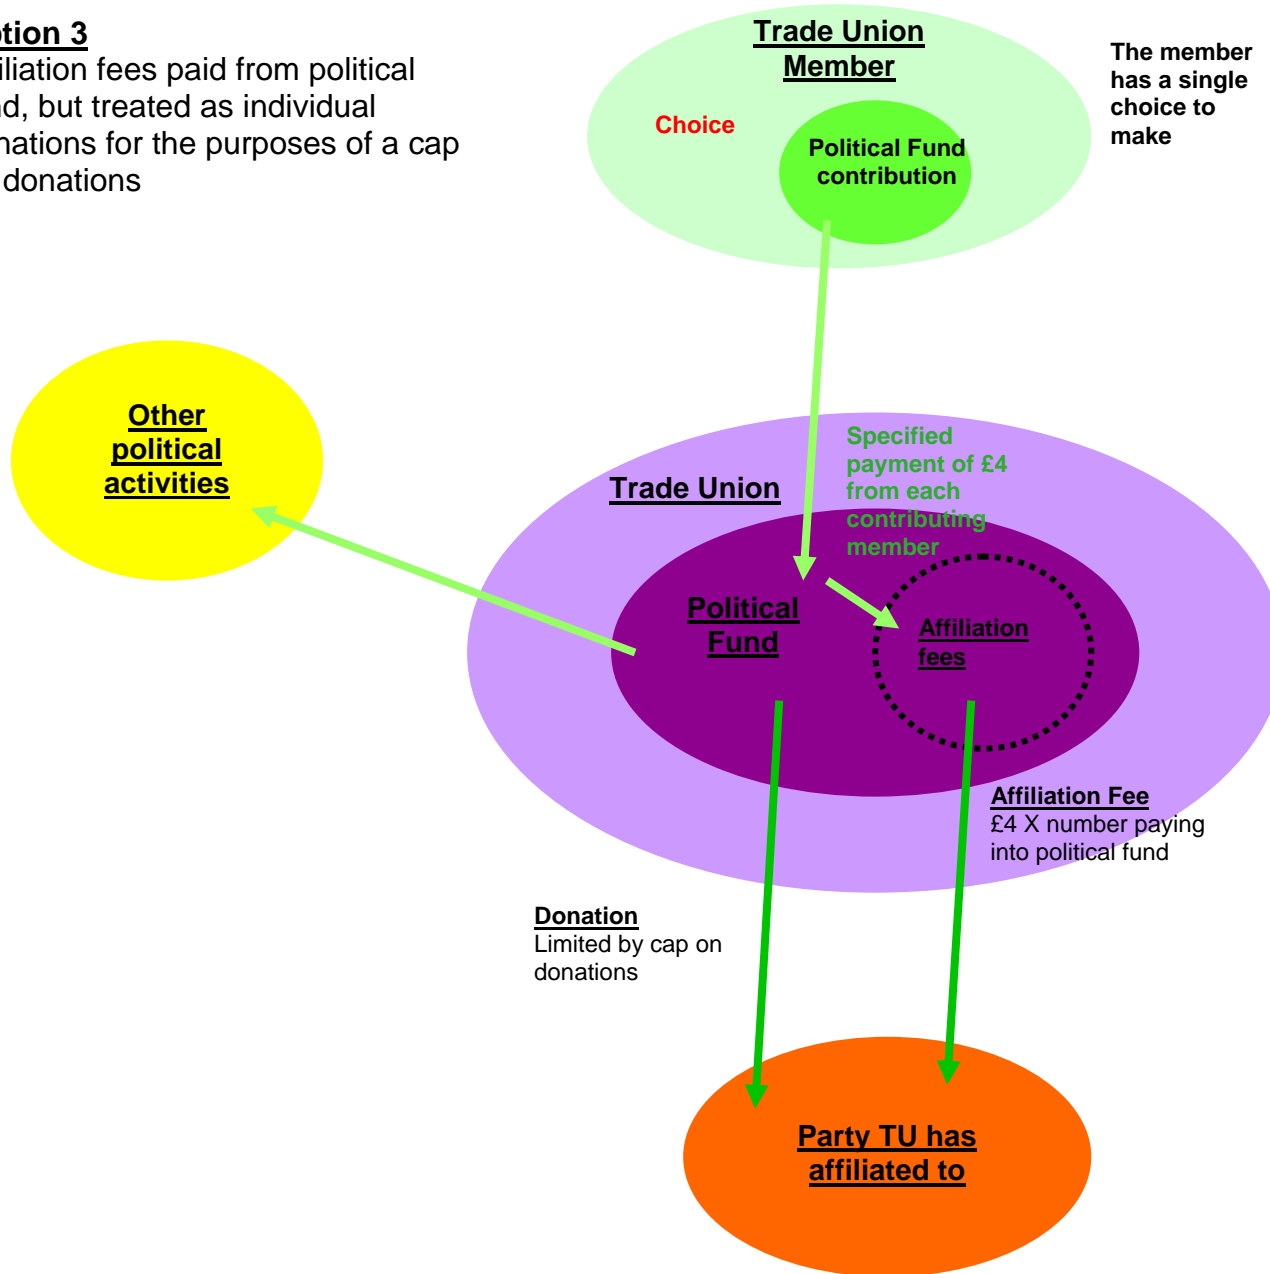 ption 3
iliation fees paid from political
nd, but treated as individual
nations for the purposes of a cap
donations
Trade Union
Member
The member
has a single
choice to
make
Choice
Political Fund
contribution
Other
political
activities
Specified
payment of £4
from each
contributing
member
Trade Union
Political
Fund
Affiliation
fees
Affiliation Fee
£4 X number paying
into political fund
Donation
Limited by cap on
donations
Party TU has
affiliated to